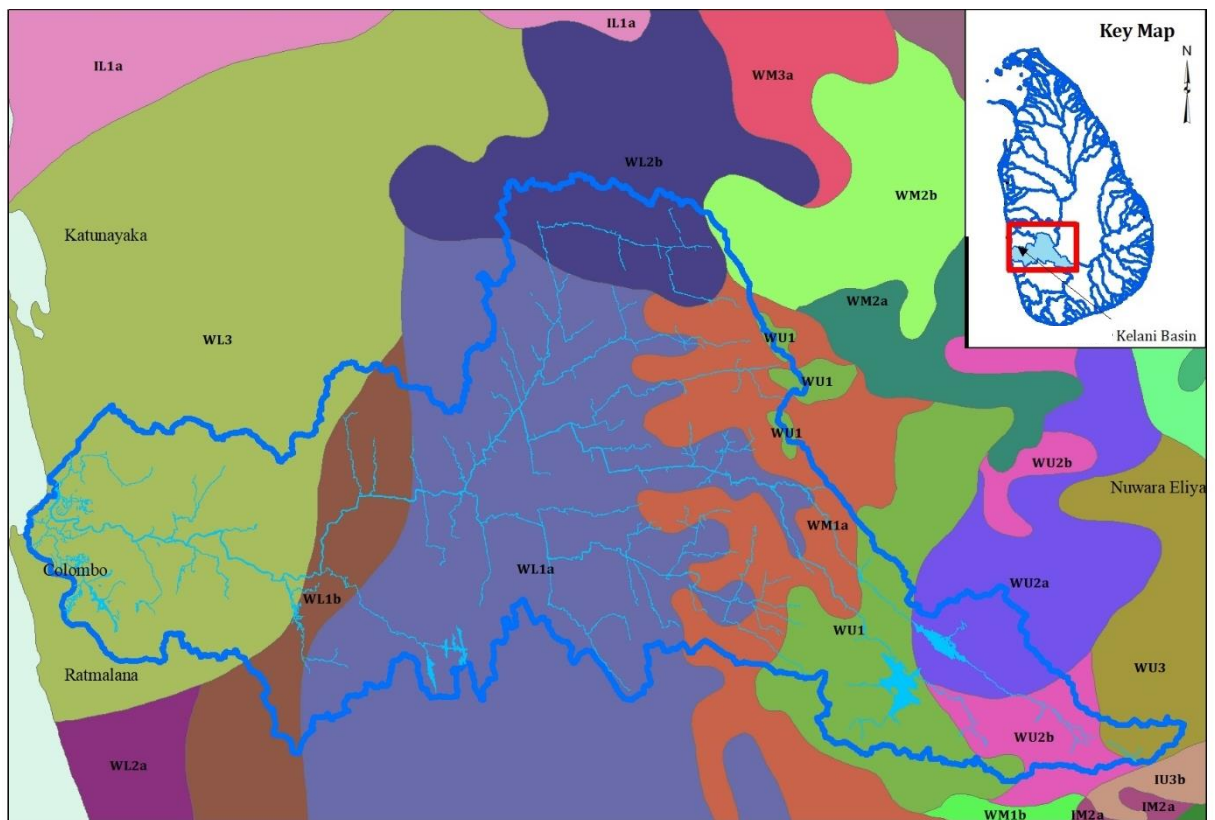 IL1a
IL1a
WM3a
Key Map
N
Kelani Basin
WL2b
WM2b
Katunayaka
WM2a
WL3
WU1
WU1
WU1
WU2b
Nuwara Eliya
WM1a
Colombo
WL1a
WL1b
WU2a
WU1
Ratmalana
WU3
WU2b
WL2a
IU3b
WM1b
IM2a
IM2a